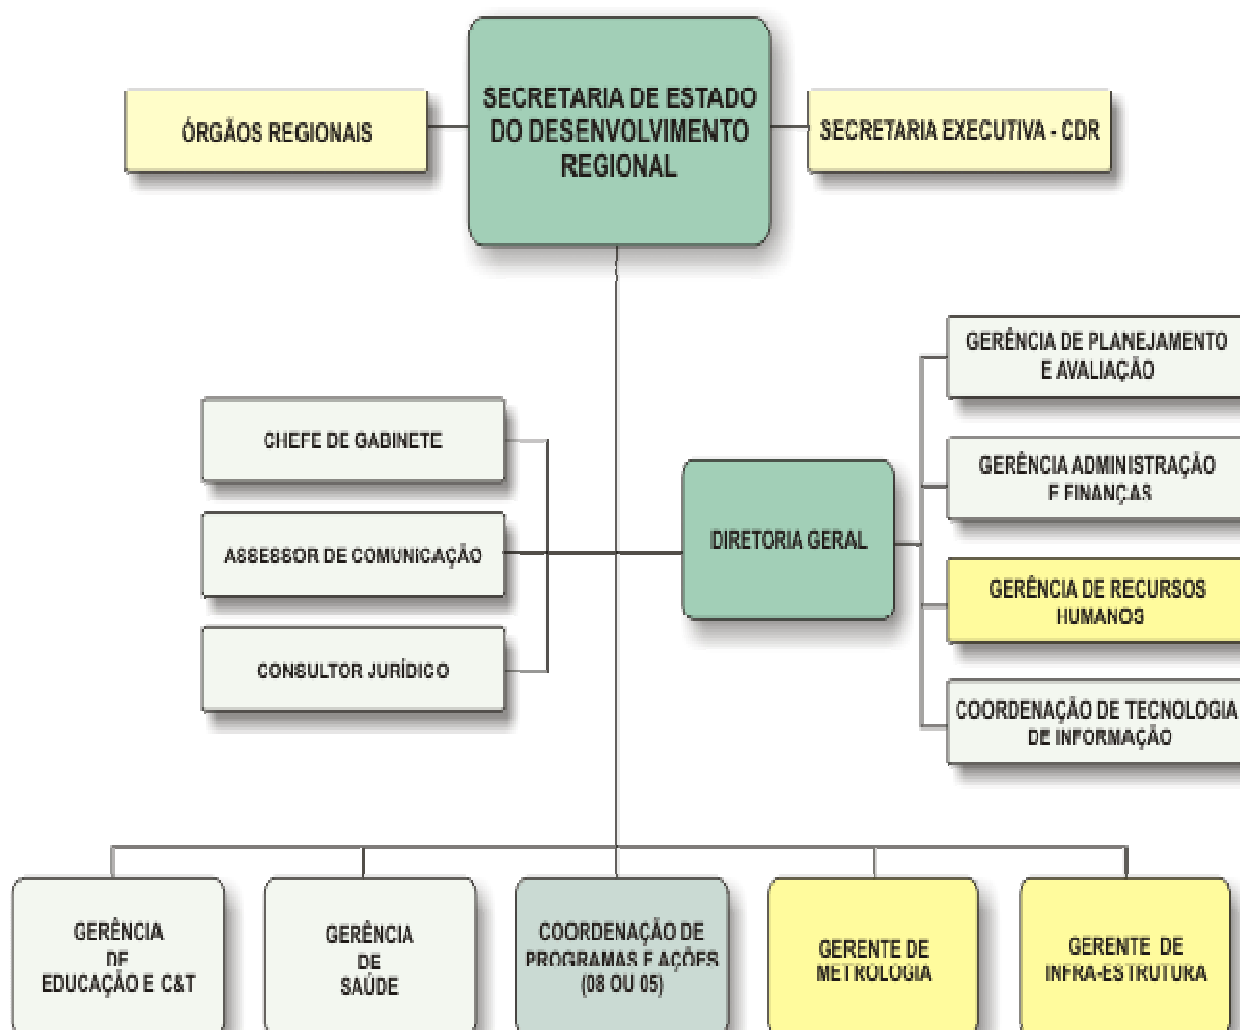 SECRETARIA DE ESTADO
DO DESENVOLVIMENTO
REGIONAL
ÓRGÃOS REGIONAIS
SECRETARIA EXECUTIVA - CDR
GERÊNCIA DE PLANEJAMENTO
E AVALIAÇÃO
CHEFE DE GABINETE
GERÊNCIA ADMINISTRAÇÃO
E FINANÇAS
ASSESSOR DE COMUNICAÇÃO
DIRETORIA GERAL
GERÊNCIA DE RECURSOS
HUMANOS
CONSULTOR JURÍDICO
COORDENAÇÃO DE TECNOLOGIA
DE INFORMAÇÃO
GERÊNCIA
DE
EDUCAÇÃO E C&T
GERÊNCIA
DE
SAÚDE
COORDENAÇÃO DE
PROGRAMAS E AÇÕES
(08 OU 05)
GERENTE DE
METROLOGIA
GERENTE DE
INFRA-ESTRUTURA